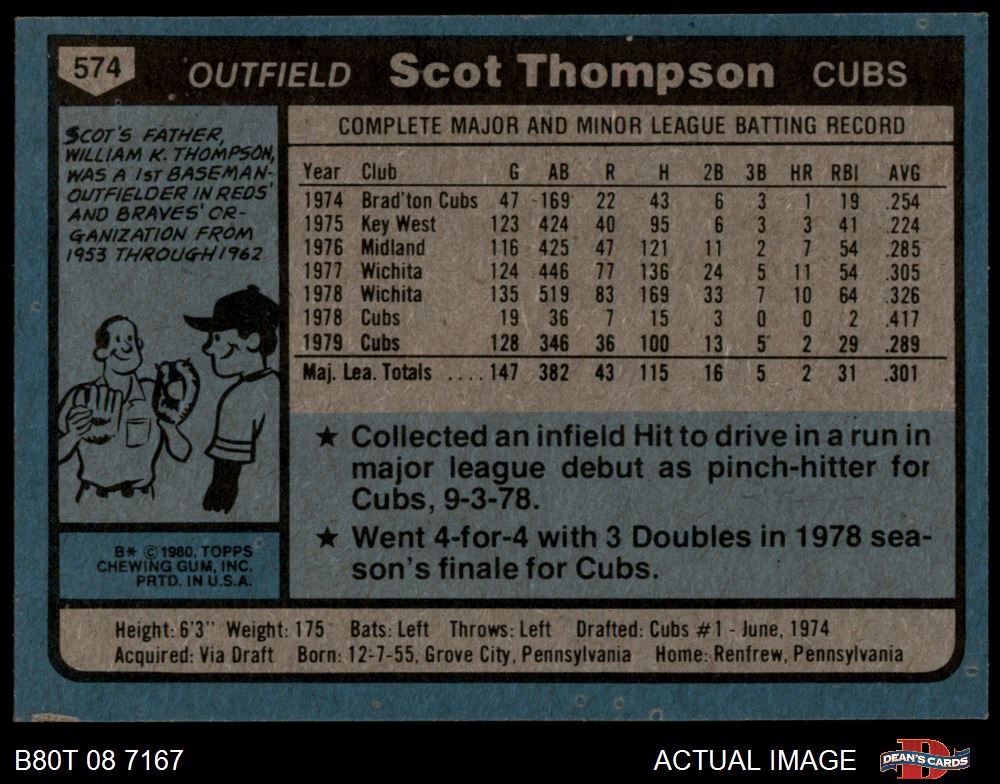 574 OUTFIELD Scot Thompson CUBS
SCOT'S FATHER,
WILLIAM K. THOMPSON,
WAS A 1ST BASEMAN-
OUTFIELDER IN REDS'
AND BRAVES' OR-
GANIZATION FROM
1953 THROUGH 1962
COMPLETE MAJOR AND MINOR LEAGUE BATTING RECORD
Year Club G AB R H 2B 3B HR RBI AVG
1974 Brad'ton Cubs 47 169 22 43 6 3 1 19 .254
1975 Key West 123 424 40 95 6 3 3 41 .224
1976 Midland 116 425 47 121 11 2 7 54 .285
1977 Wichita 124 446 77 136 24 5 11 54 .305
1978 Wichita 135 519 83 169 33 7 10 64 .326
1978 Cubs 19 36 7 15 3 0 0 2 .417
1979 Cubs 128 346 36 100 13 5 2 29 .289
Maj. Lea. Totals .... 147 382 43 115 16 5 2 31 .301
★ Collected an infield Hit to drive in a run in
major league debut as pinch-hitter for
Cubs, 9-3-78.
★ Went 4-for-4 with 3 Doubles in 1978 sea-
son's finale for Cubs.
B* © 1980, TOPPS
CHEWING GUM, INC.
PRTD. IN U.S.A.
Height: 6'3" Weight: 175 Bats: Left Throws: Left Drafted: Cubs #1 - June, 1974
Acquired: Via Draft Born: 12-7-55, Grove City, Pennsylvania Home: Renfrew, Pennsylvania
B80T 08 7167 ACTUAL IMAGE DEAN'S CARDS